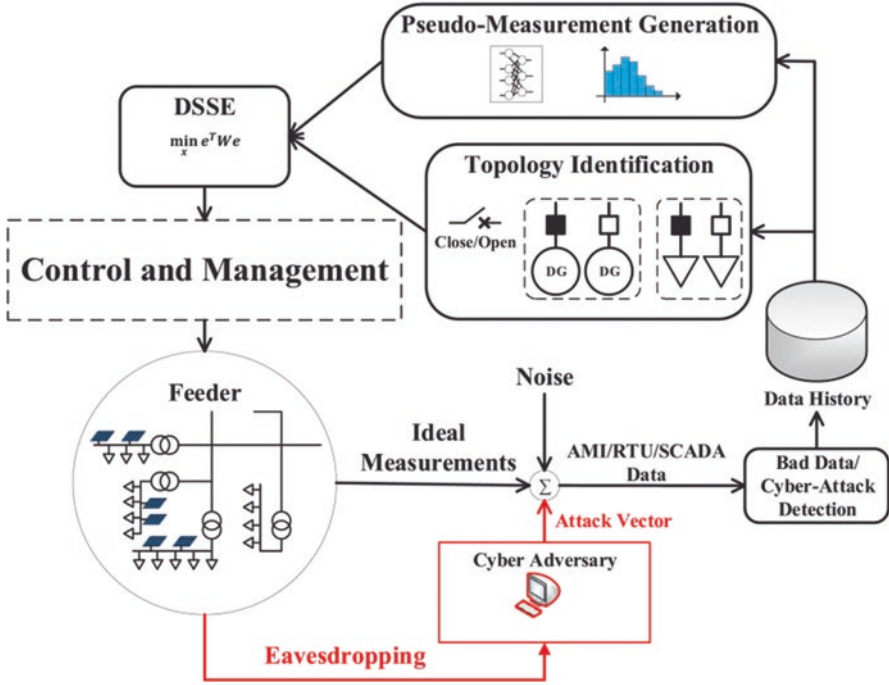 Pseudo-Measurement Generation
DSSE
min e^T We
x
Topology Identification
Close/Open
DG
DG
Control and Management
Feeder
Noise
Data History
Ideal
Measurements
AMI/RTU/SCADA
Data
Bad Data/
Cyber-Attack
Detection
Σ
Attack Vector
Cyber Adversary
Eavesdropping